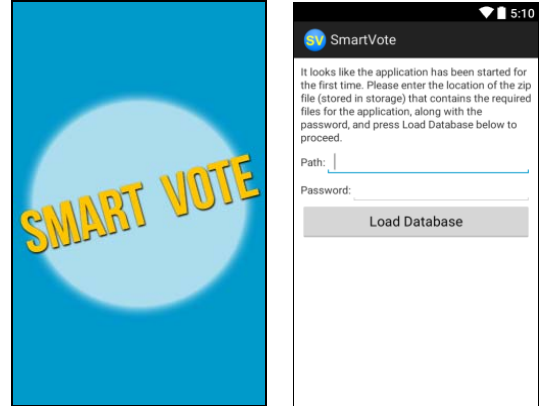 SMART VOTE
5:10
SV SmartVote
It looks like the application has been started for
the first time. Please enter the location of the zip
file (stored in storage) that contains the required
files for the application, along with the
password, and press Load Database below to
proceed.
Path:
Password:
Load Database